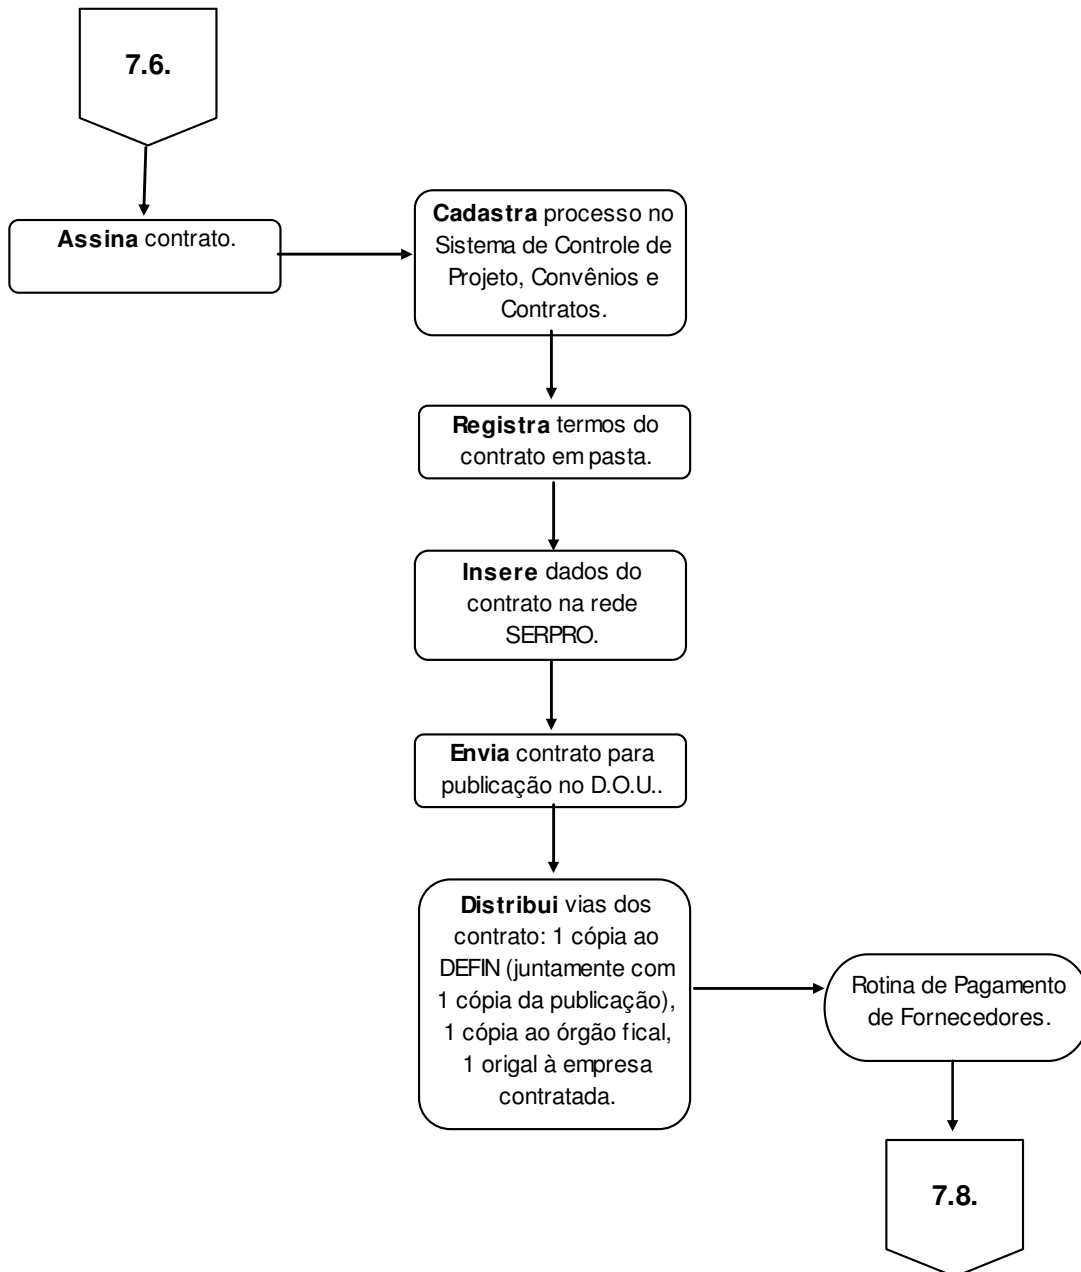 7.6.
Assina contrato.
Cadastra processo no
Sistema de Controle de
Projeto, Convênios e
Contratos.
Registra termos do
contrato em pasta.
Insere dados do
contrato na rede
SERPRO.
Envia contrato para
publicação no D.O.U..
Distribui vias dos
contrato: 1 cópia ao
DEFIN (juntamente com
1 cópia da publicação),
1 cópia ao órgão fical,
1 origal à empresa
contratada.
Rotina de Pagamento
de Fornecedores.
7.8.